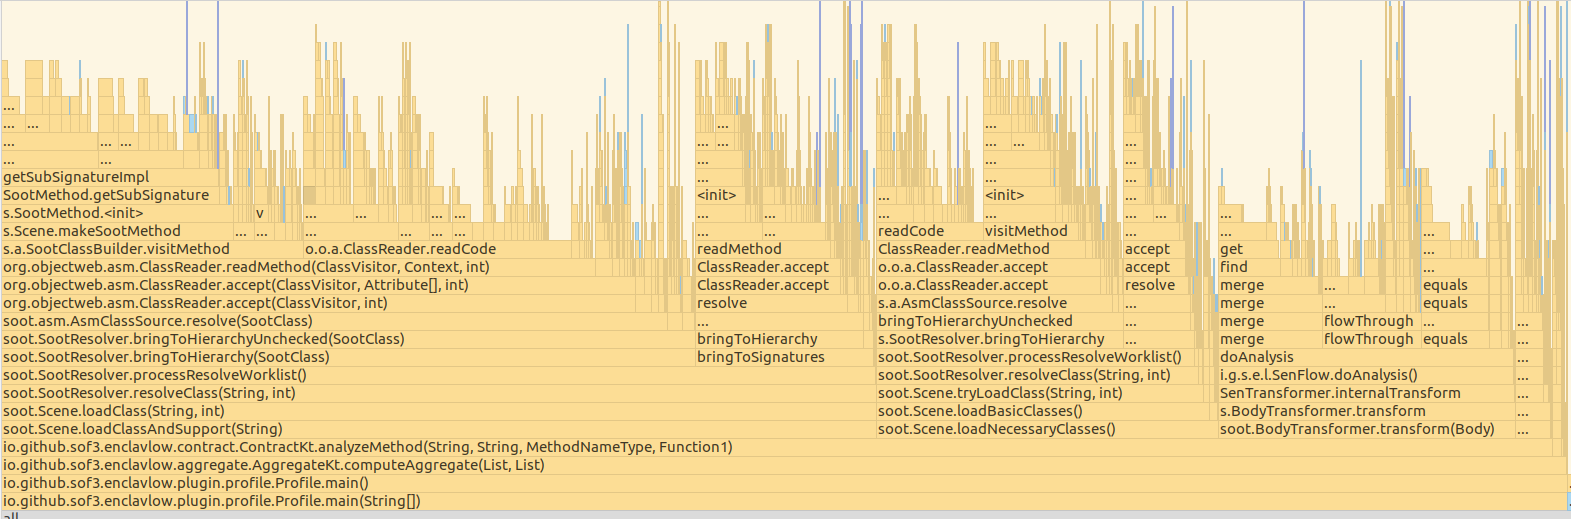 ...
... ...
... ... ... ... ... ...
... ... ... ...
getSubSignatureImpl ... ... ...
SootMethod.getSubSignature <init> ... <init> ... ...
s.SootMethod.<init> v ... ... ... ... ... ... ... ... ... ...
s.Scene.makeSootMethod ... ... ... ... readCode visitMethod ... ... ...
s.a.SootClassBuilder.visitMethod o.o.a.ClassReader.readCode readMethod ClassReader.readMethod accept get ...
org.objectweb.asm.ClassReader.readMethod(ClassVisitor, Context, int) ClassReader.accept o.o.a.ClassReader.accept accept find ...
org.objectweb.asm.ClassReader.accept(ClassVisitor, Attribute[], int) ClassReader.accept o.o.a.ClassReader.accept resolve merge ... equals
org.objectweb.asm.ClassReader.accept(ClassVisitor, int) resolve s.a.AsmClassSource.resolve ... merge ... equals
soot.asm.AsmClassSource.resolve(SootClass) ... bringToHierarchyUnchecked ... merge flowThrough ... ...
soot.SootResolver.bringToHierarchyUnchecked(SootClass) bringToHierarchy s.SootResolver.bringToHierarchy ... merge flowThrough equals ...
soot.SootResolver.bringToHierarchy(SootClass) bringToSignatures soot.SootResolver.processResolveWorklist() doAnalysis ...
soot.SootResolver.processResolveWorklist() soot.SootResolver.resolveClass(String, int) i.g.s.e.l.SenFlow.doAnalysis() ...
soot.SootResolver.resolveClass(String, int) soot.Scene.tryLoadClass(String, int) SenTransformer.internalTransform ...
soot.Scene.loadClass(String, int) soot.Scene.loadBasicClasses() s.BodyTransformer.transform ...
soot.Scene.loadClassAndSupport(String) soot.Scene.loadNecessaryClasses() soot.BodyTransformer.transform(Body) ...
io.github.sof3.enclavlow.contract.ContractKt.analyzeMethod(String, String, MethodNameType, Function1)
io.github.sof3.enclavlow.aggregate.AggregateKt.computeAggregate(List, List)
io.github.sof3.enclavlow.plugin.profile.Profile.main()
io.github.sof3.enclavlow.plugin.profile.Profile.main(String[])
all